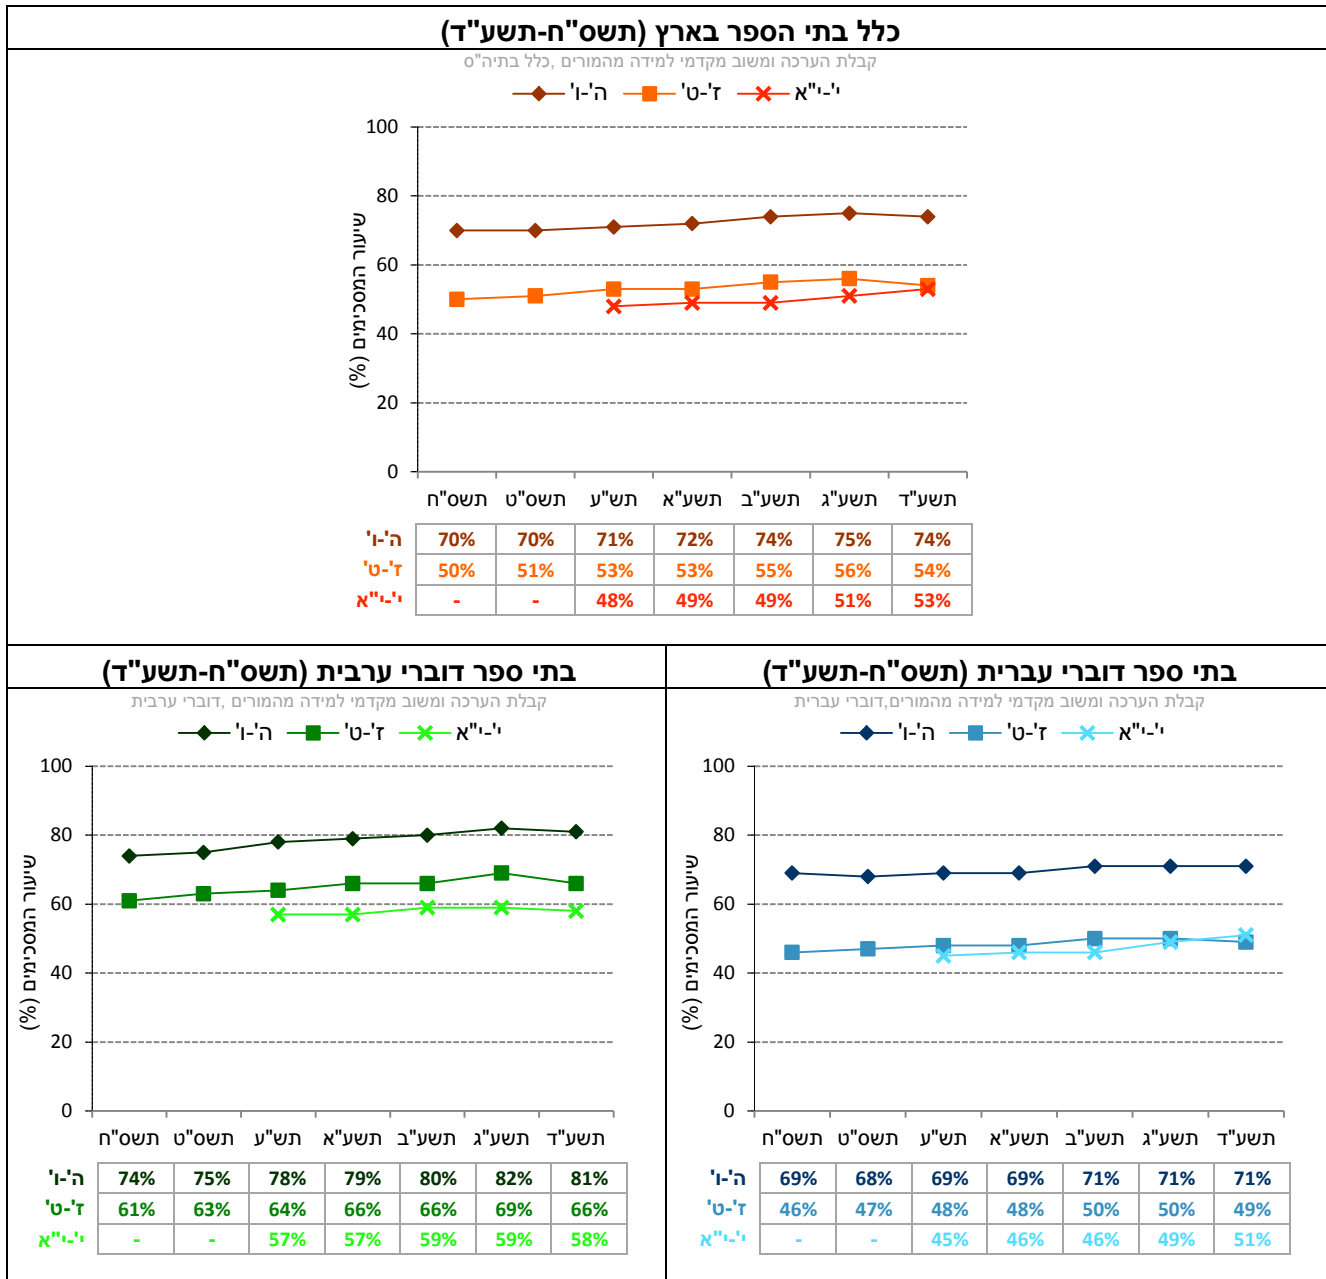 כלל בתי הספר בארץ (תשס"ח-תשע"ד)
קבלת הערכה ומשוב מקדמי למידה מהמורים ,כלל בתיה"ס
ה'-ו' ז'-ט' י'-י"א
שיעור המסכימים (%)
100
80
60
40
20
0
תשס"ח תשס"ט תש"ע תשע"א תשע"ב תשע"ג תשע"ד
ה'-ו' 70% 70% 71% 72% 74% 75% 74%
ז'-ט' 50% 51% 53% 53% 55% 56% 54%
י'-י"א - - 48% 49% 49% 51% 53%
בתי ספר דוברי עברית (תשס"ח-תשע"ד)
קבלת הערכה ומשוב מקדמי למידה מהמורים,דוברי עברית
ה'-ו' ז'-ט' י'-י"א
שיעור המסכימים (%)
100
80
60
40
20
0
תשס"ח תשס"ט תש"ע תשע"א תשע"ב תשע"ג תשע"ד
ה'-ו' 69% 68% 69% 69% 71% 71% 71%
ז'-ט' 46% 47% 48% 48% 50% 50% 49%
י'-י"א - - 45% 46% 46% 49% 51%
בתי ספר דוברי ערבית (תשס"ח-תשע"ד)
קבלת הערכה ומשוב מקדמי למידה מהמורים ,דוברי ערבית
ה'-ו' ז'-ט' י'-י"א
שיעור המסכימים (%)
100
80
60
40
20
0
תשס"ח תשס"ט תש"ע תשע"א תשע"ב תשע"ג תשע"ד
ה'-ו' 74% 75% 78% 79% 80% 82% 81%
ז'-ט' 61% 63% 64% 66% 66% 69% 66%
י'-י"א - - 57% 57% 59% 59% 58%